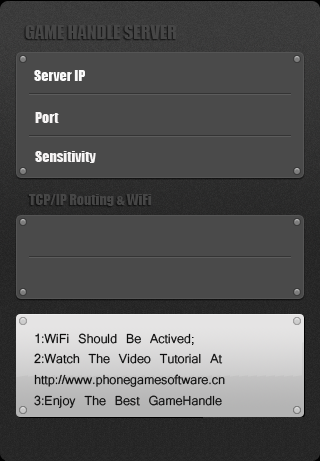 GAME HANDLE SERVER
Server IP
Port
Sensitivity
TCP/IP Routing & WiFi
1:WiFi Should Be Actived;
2:Watch The Video Tutorial At
http://www.phonegamesoftware.cn
3:Enjoy The Best GameHandle